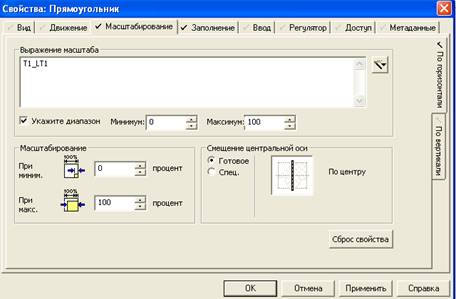 Свойства: Прямоугольник
Вид Движение Масштабирование Заполнение Ввод Регулятор Доступ Метаданные
Выражение масштаба
T1_LT1
Укажите диапазон Минимум: 0 Максимум: 100
Масштабирование
При миним. 100% 0 процент
При макс. 100% 100 процент
Смещение центральной оси
Готовое
Спец.
По центру
Сброс свойства
По горизонтали
По вертикали
OK Отмена Применить Справка